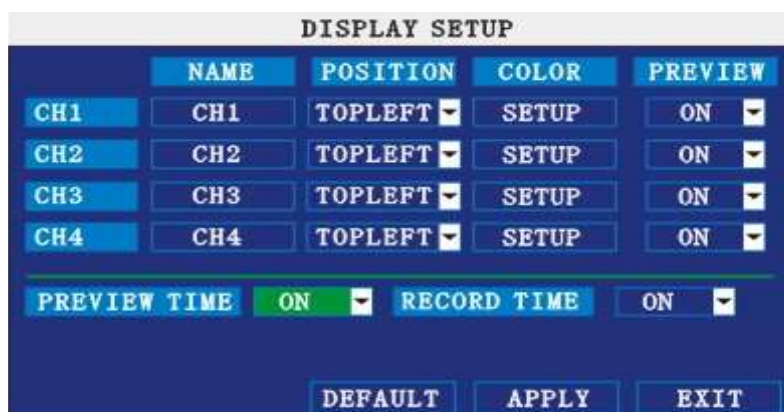 DISPLAY SETUP
NAME POSITION COLOR PREVIEW
CH1 CH1 TOPLEFT SETUP ON
CH2 CH2 TOPLEFT SETUP ON
CH3 CH3 TOPLEFT SETUP ON
CH4 CH4 TOPLEFT SETUP ON
PREVIEW TIME ON RECORD TIME ON
DEFAULT APPLY EXIT